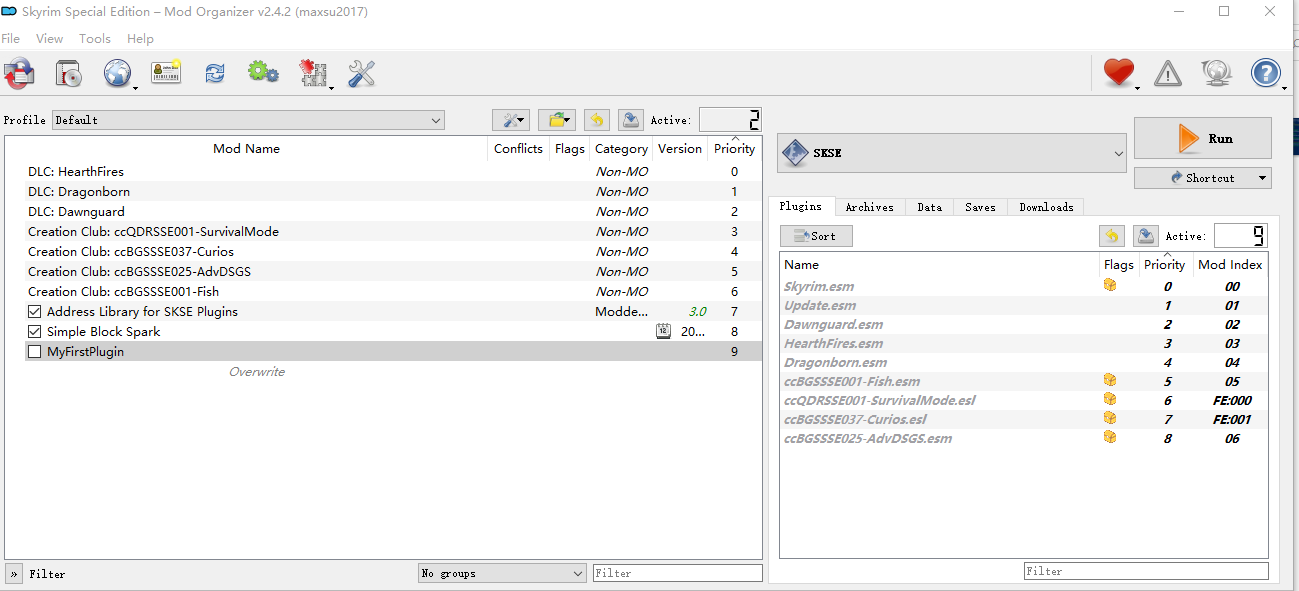 Skyrim Special Edition – Mod Organizer v2.4.2 (maxsu2017)
File View Tools Help
Profile Default Active: 2
Mod Name Conflicts Flags Category Version Priority
DLC: HearthFires Non-MO 0
DLC: Dragonborn Non-MO 1
DLC: Dawnguard Non-MO 2
Creation Club: ccQDRSSE001-SurvivalMode Non-MO 3
Creation Club: ccBGSSSE037-Curios Non-MO 4
Creation Club: ccBGSSSE025-AdvDSGS Non-MO 5
Creation Club: ccBGSSSE001-Fish Non-MO 6
Address Library for SKSE Plugins Modde... 3.0 7
Simple Block Spark 20... 8
MyFirstPlugin 9
Overwrite
» Filter No groups Filter
SKSE Run
Shortcut
Plugins Archives Data Saves Downloads
Sort Active: 9
Name Flags Priority Mod Index
Skyrim.esm 0 00
Update.esm 1 01
Dawnguard.esm 2 02
HearthFires.esm 3 03
Dragonborn.esm 4 04
ccBGSSSE001-Fish.esm 5 05
ccQDRSSE001-SurvivalMode.esl 6 FE:000
ccBGSSSE037-Curios.esl 7 FE:001
ccBGSSSE025-AdvDSGS.esm 8 06
Filter